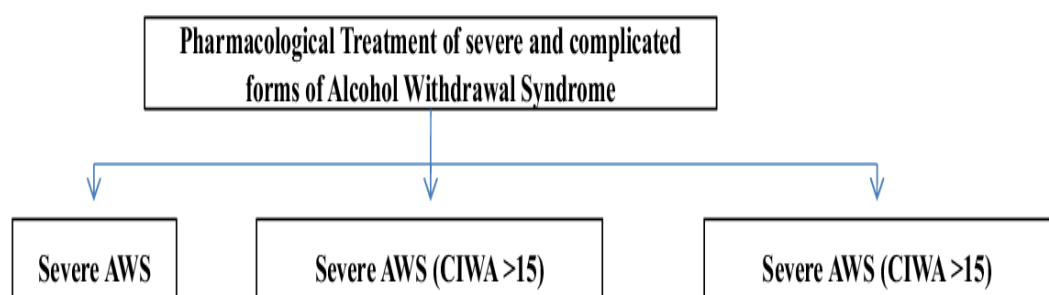 Pharmacological Treatment of severe and complicated
forms of Alcohol Withdrawal Syndrome
Severe AWS
Severe AWS (CIWA >15)
Severe AWS (CIWA >15)